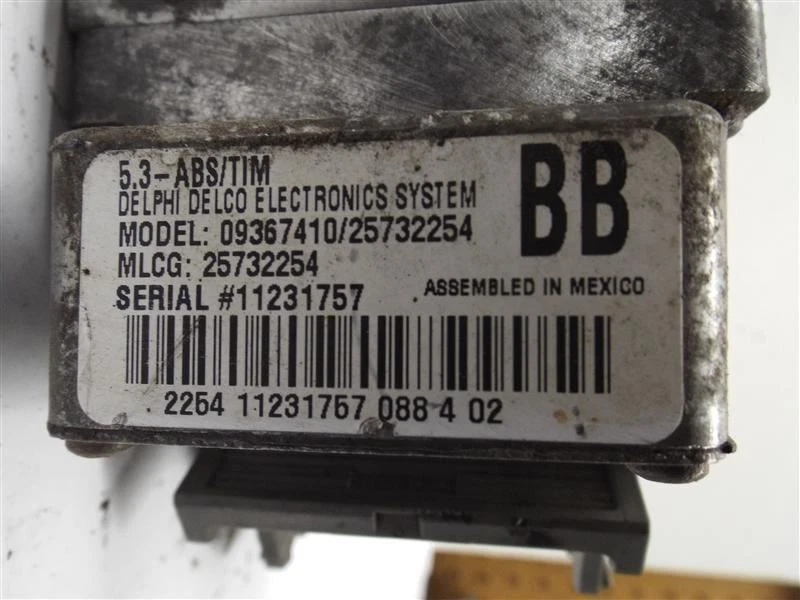 5.3-ABS/TIM
DELPHI DELCO ELECTRONICS SYSTEM
BB
MODEL: 09367410/25732254
MLCG: 25732254
SERIAL #11231757
ASSEMBLED IN MEXICO
2254 11231757 088 4 02